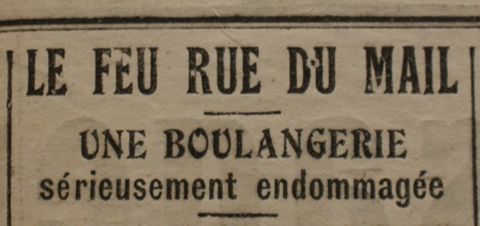 LE FEU RUE DU MAIL
UNE BOULANGERIE
sérieusement endommagée